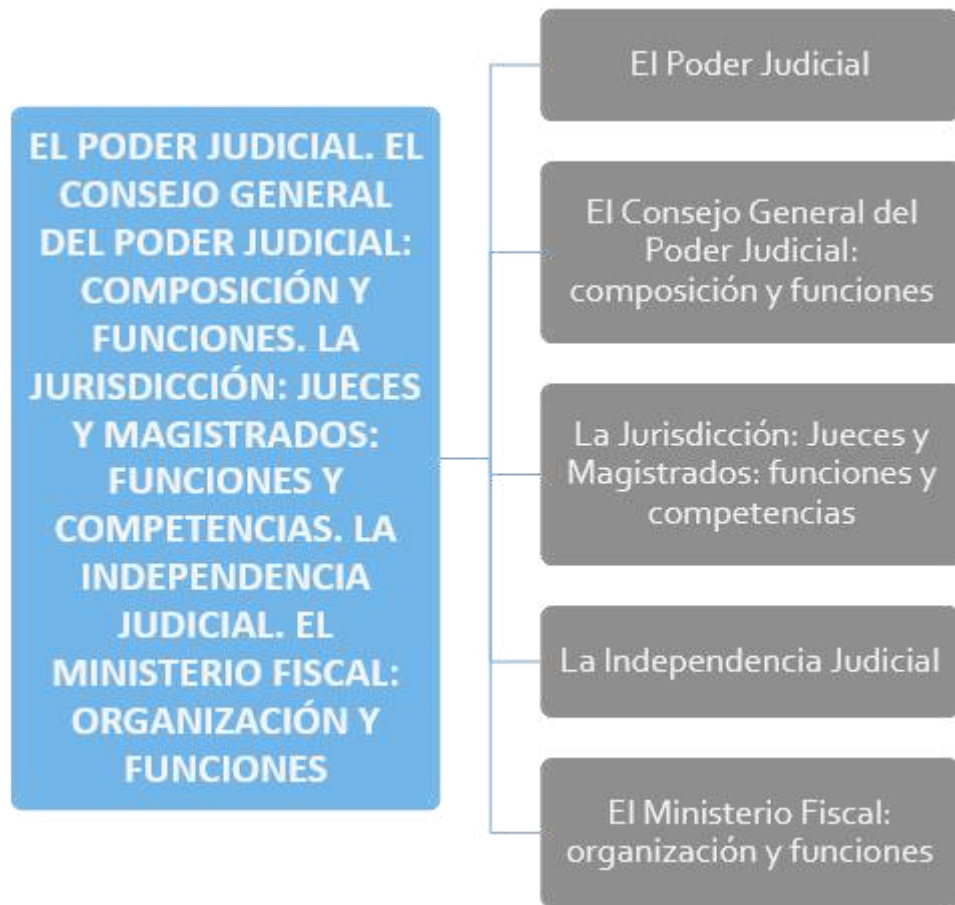 EL PODER JUDICIAL. EL
CONSEJO GENERAL
DEL PODER JUDICIAL:
COMPOSICIÓN Y
FUNCIONES. LA
JURISDICCIÓN: JUECES
Y MAGISTRADOS:
FUNCIONES Y
COMPETENCIAS. LA
INDEPENDENCIA
JUDICIAL. EL
MINISTERIO FISCAL:
ORGANIZACIÓN Y
FUNCIONES
El Poder Judicial
El Consejo General del
Poder Judicial:
composición y funciones
La Jurisdicción: Jueces y
Magistrados: funciones y
competencias
La Independencia Judicial
El Ministerio Fiscal:
organización y funciones